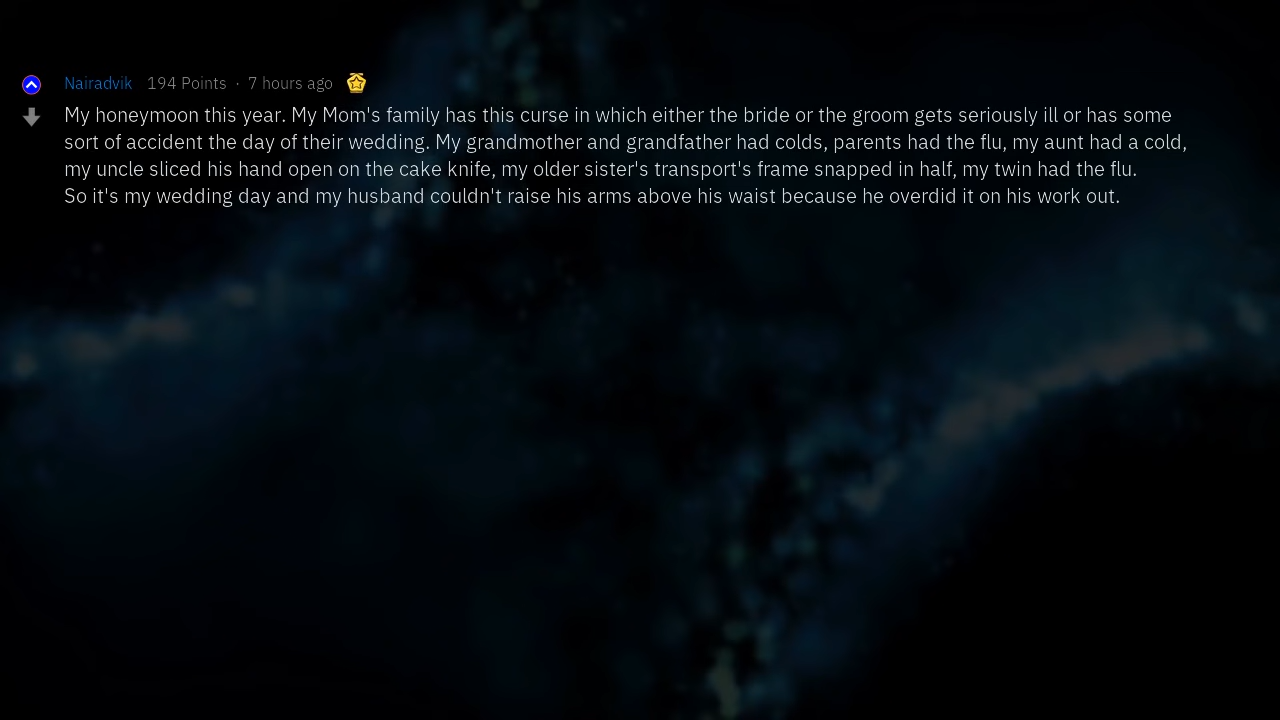 Nairadvik 194 Points · 7 hours ago
My honeymoon this year. My Mom's family has this curse in which either the bride or the groom gets seriously ill or has some
sort of accident the day of their wedding. My grandmother and grandfather had colds, parents had the flu, my aunt had a cold,
my uncle sliced his hand open on the cake knife, my older sister's transport's frame snapped in half, my twin had the flu.
So it's my wedding day and my husband couldn't raise his arms above his waist because he overdid it on his work out.